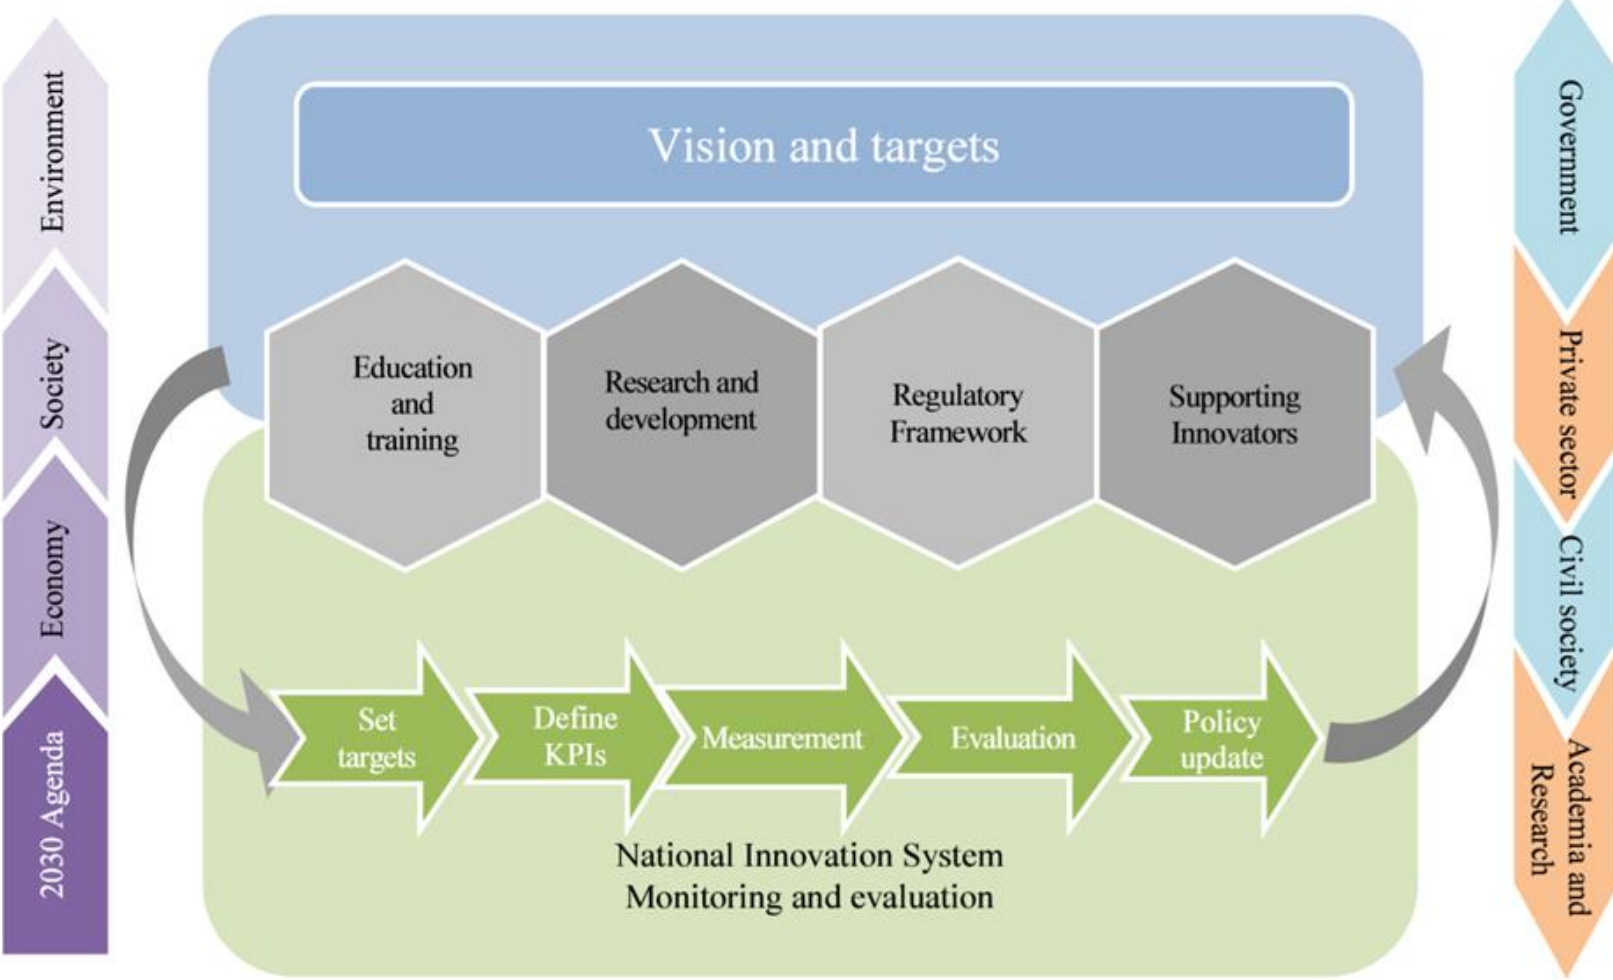 Environment
Society
Economy
2030 Agenda
Vision and targets
Education
and
training
Research and
development
Regulatory
Framework
Supporting
Innovators
Set
targets
Define
KPIs
Measurement
Evaluation
Policy
update
National Innovation System
Monitoring and evaluation
Government
Private sector
Civil society
Academia and
Research